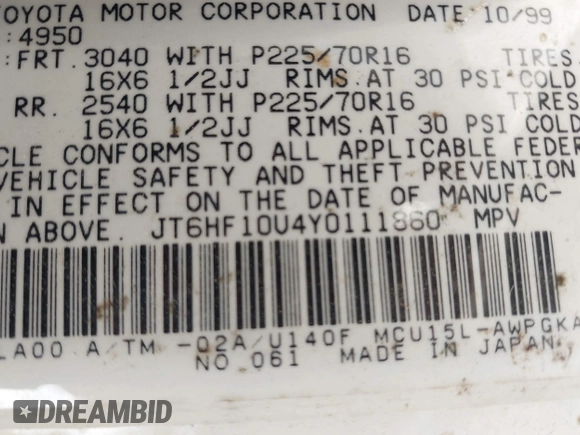 TOYOTA MOTOR CORPORATION DATE 10/99
: 4950
: FRT. 3040 WITH P225/70R16 TIRES
16X6 1/2JJ RIMS.AT 30 PSI COLD
RR. 2540 WITH P225/70R16 TIRES
16X6 1/2JJ RIMS.AT 30 PSI COLD
CLE CONFORMS TO ALL APPLICABLE FEDER
VEHICLE SAFETY AND THEFT PREVENTION
IN EFFECT ON THE DATE OF MANUFAC-
N ABOVE. JT6HF10U4Y0111860 MPV
LA00 A/TM -02A/U140F MCU15L-AWPGKA
NO 061 MADE IN JAPAN
DREAMBID